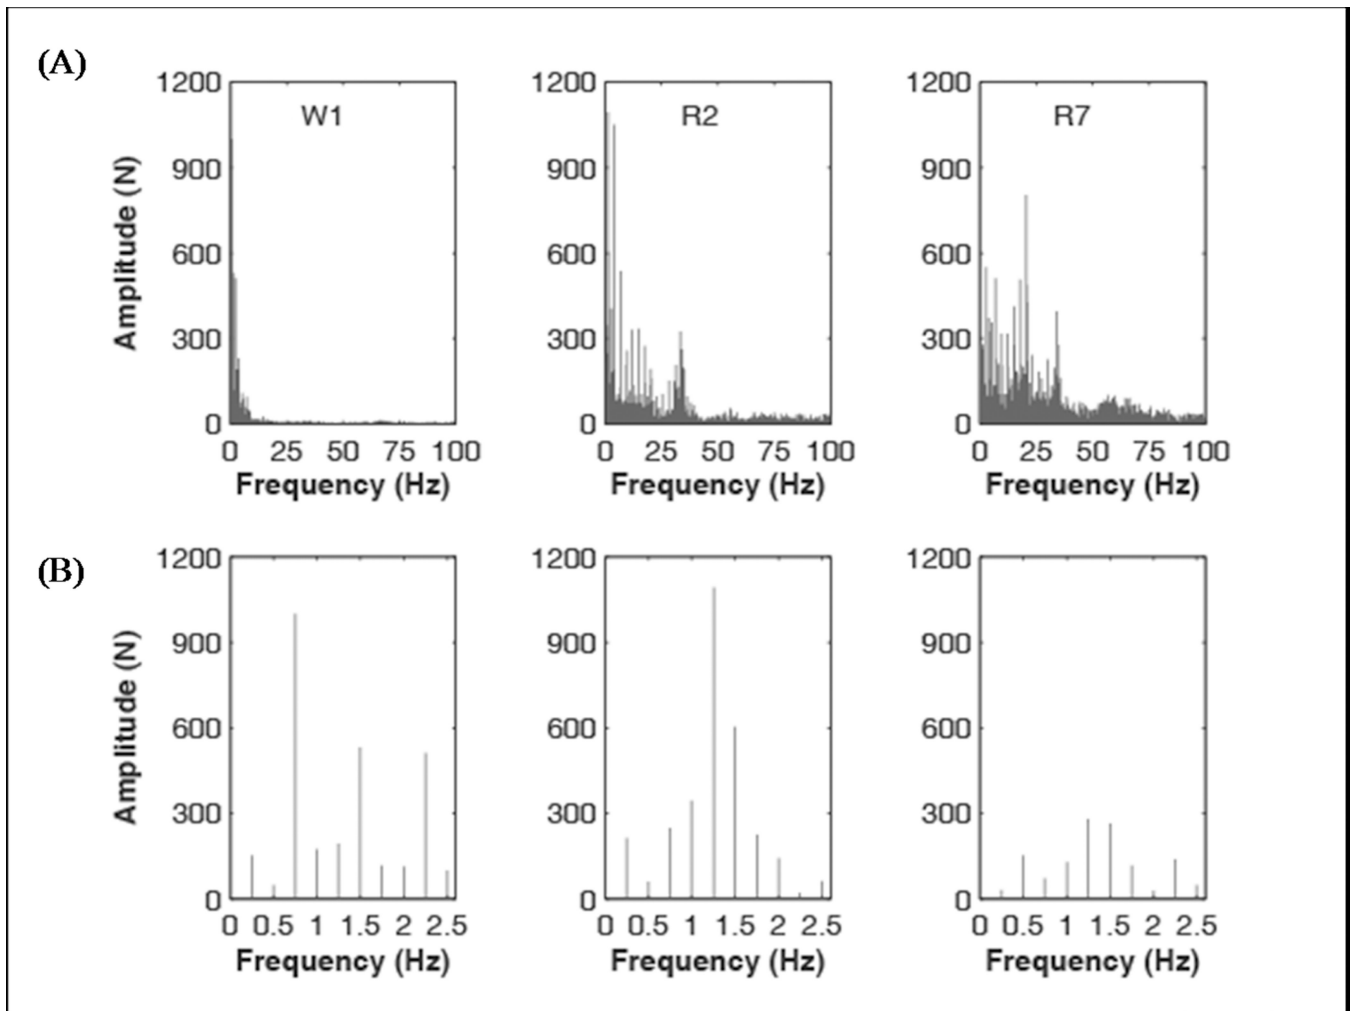 (A)
1200 1200 1200
W1 R2 R7
900 900 900
600 600 600
300 300 300
0 0 0
Amplitude (N)
0 25 50 75 100 0 25 50 75 100 0 25 50 75 100
Frequency (Hz) Frequency (Hz) Frequency (Hz)
(B)
1200 1200 1200
900 900 900
600 600 600
300 300 300
0 0 0
Amplitude (N)
0 0.5 1 1.5 2 2.5 0 0.5 1 1.5 2 2.5 0 0.5 1 1.5 2 2.5
Frequency (Hz) Frequency (Hz) Frequency (Hz)